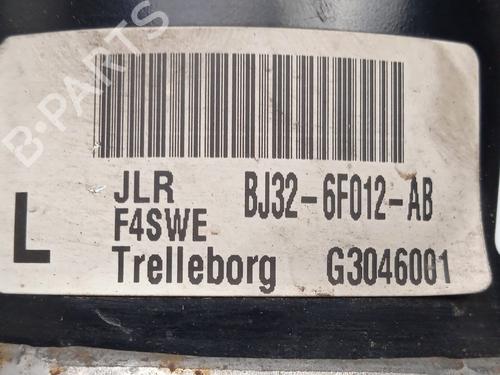 B-PARTS
JLR BJ32-6F012-AB
L F4SWE
Trelleborg G3046001